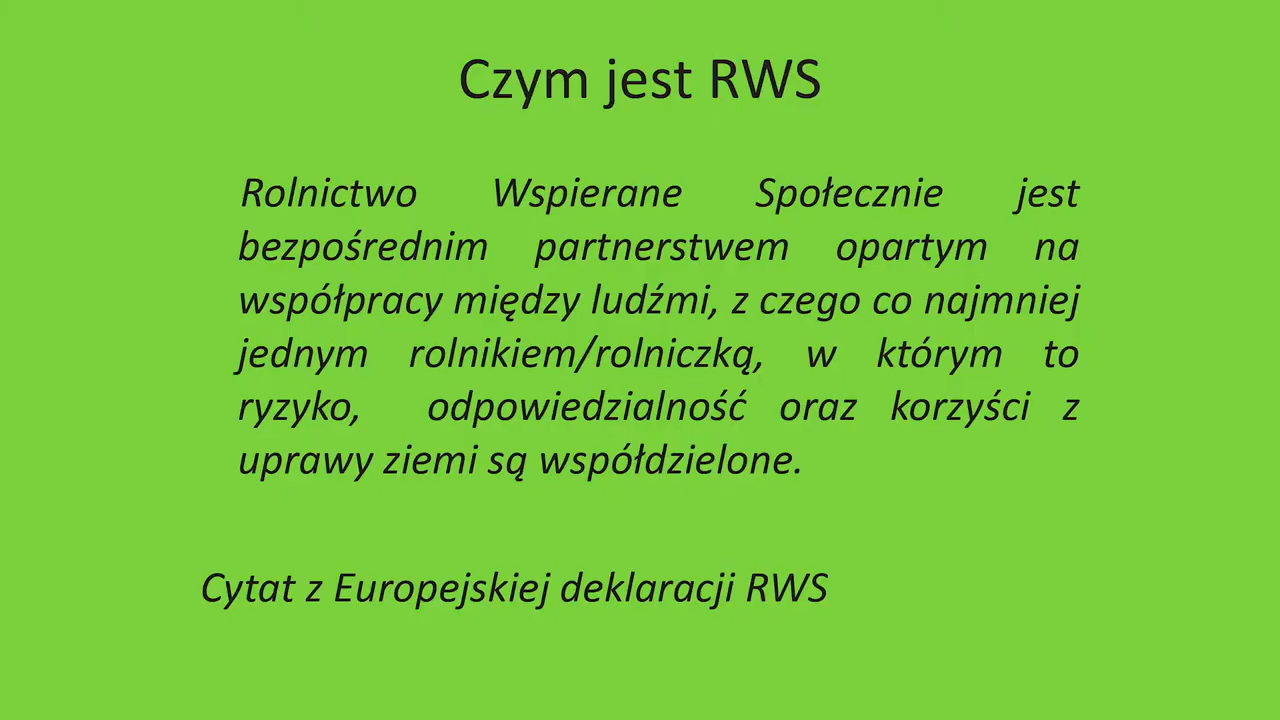 Czym jest RWS
Rolnictwo Wspierane Społecznie jest
bezpośrednim partnerstwem opartym na
współpracy między ludźmi, z czego co najmniej
jednym rolnikiem/rolniczką, w którym to
ryzyko, odpowiedzialność oraz korzyści z
uprawy ziemi są współdzielone.
Cytat z Europejskiej deklaracji RWS